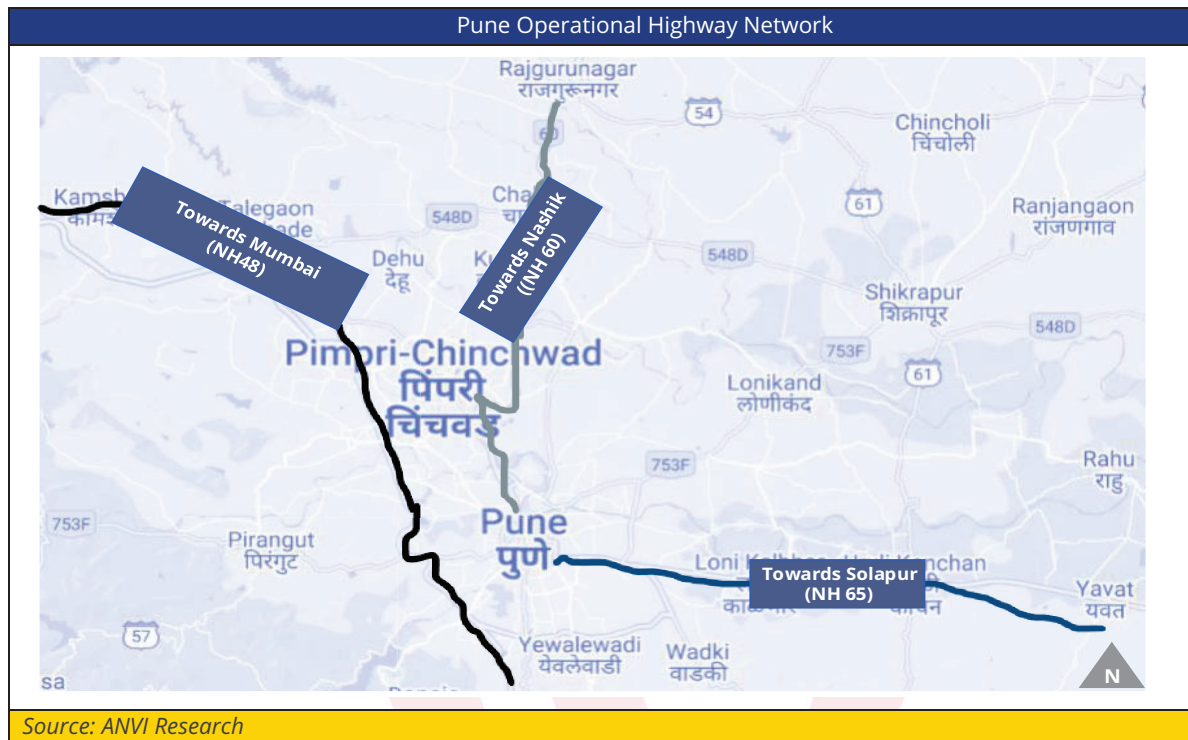 Pune Operational Highway Network
Rajgurunagar
राजगुरूनगर
54
60
Chincholi
चिंचोली
61
Ranjangaon
रांजणगाव
548D
Towards Mumbai
(NH48)
Towards Nashik
((NH 60)
Dehu
देहू
548D
Shikrapur
शिक्रापूर
548D
Pimpri-Chinchwad
पिंपरी
चिंचवड
753F
61
Lonikand
लोणीकंद
753F
Rahu
राहु
753F
Pirangut
पिरंगुट
Pune
पुणे
Towards Solapur
(NH 65)
Yavat
यवत
57
Yewalewadi
येवलेवाडी
Wadki
वाडकी
N
Source: ANVI Research